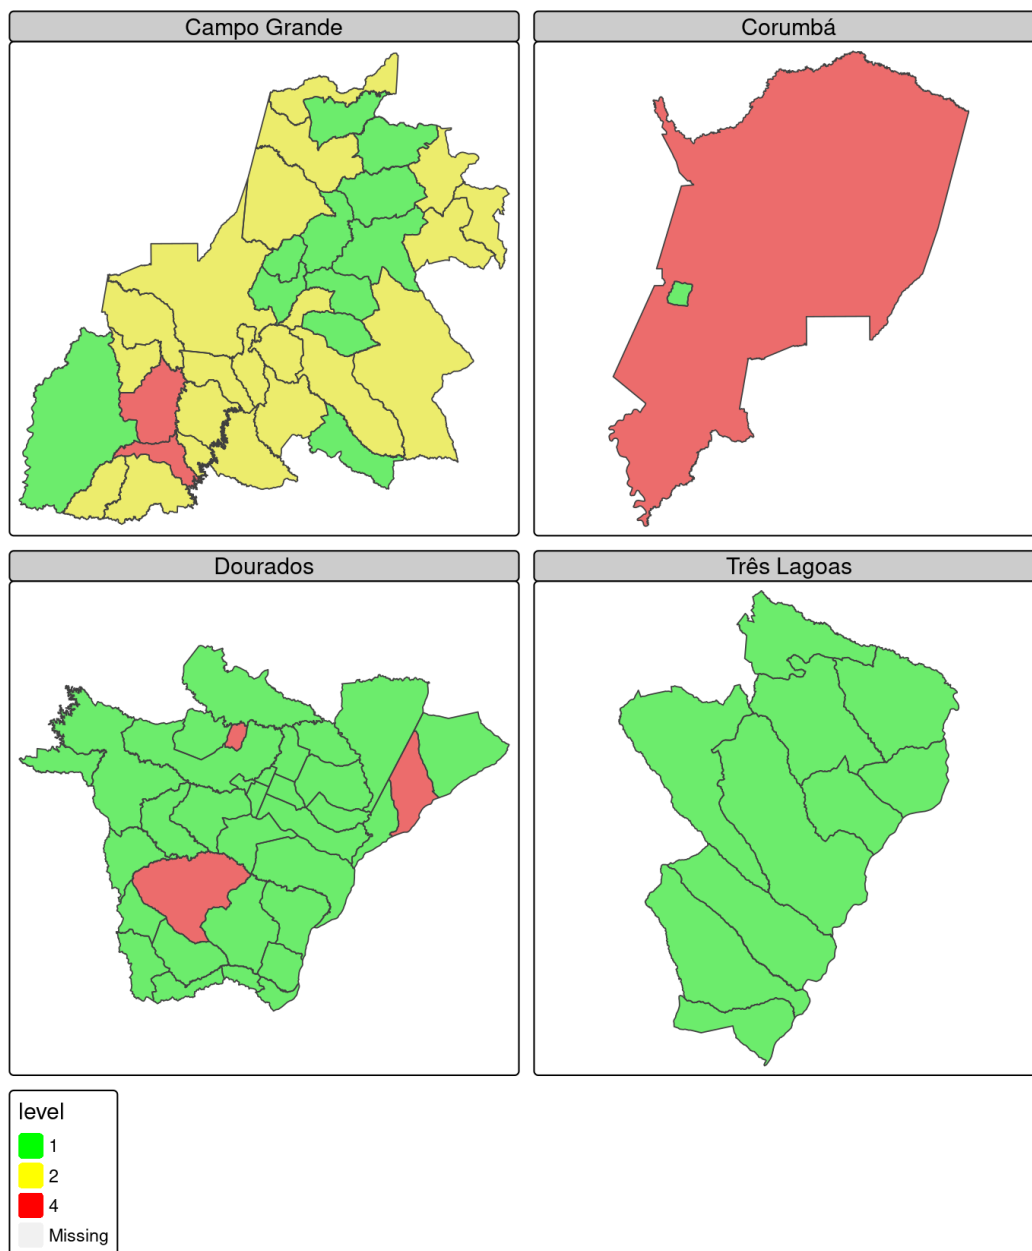 Campo Grande
Corumbá
Dourados
Três Lagoas
level
1
2
4
Missing